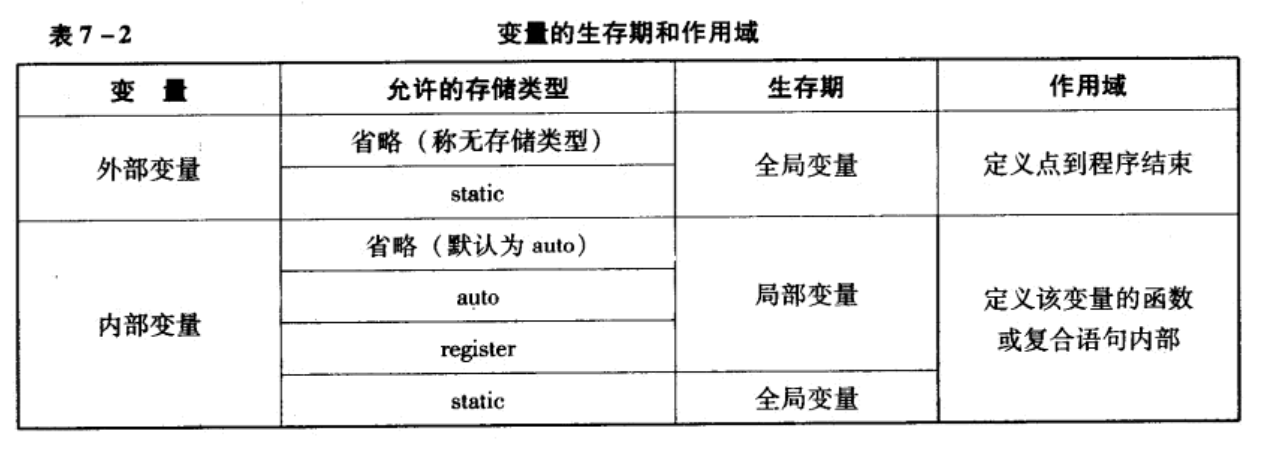 表7-2 变量的生存期和作用域
变 量 允许的存储类型 生存期 作用域
外部变量 省略（称无存储类型） 全局变量 定义点到程序结束
static
内部变量 省略（默认为 auto） 局部变量 定义该变量的函数
或复合语句内部
auto
register
static 全局变量